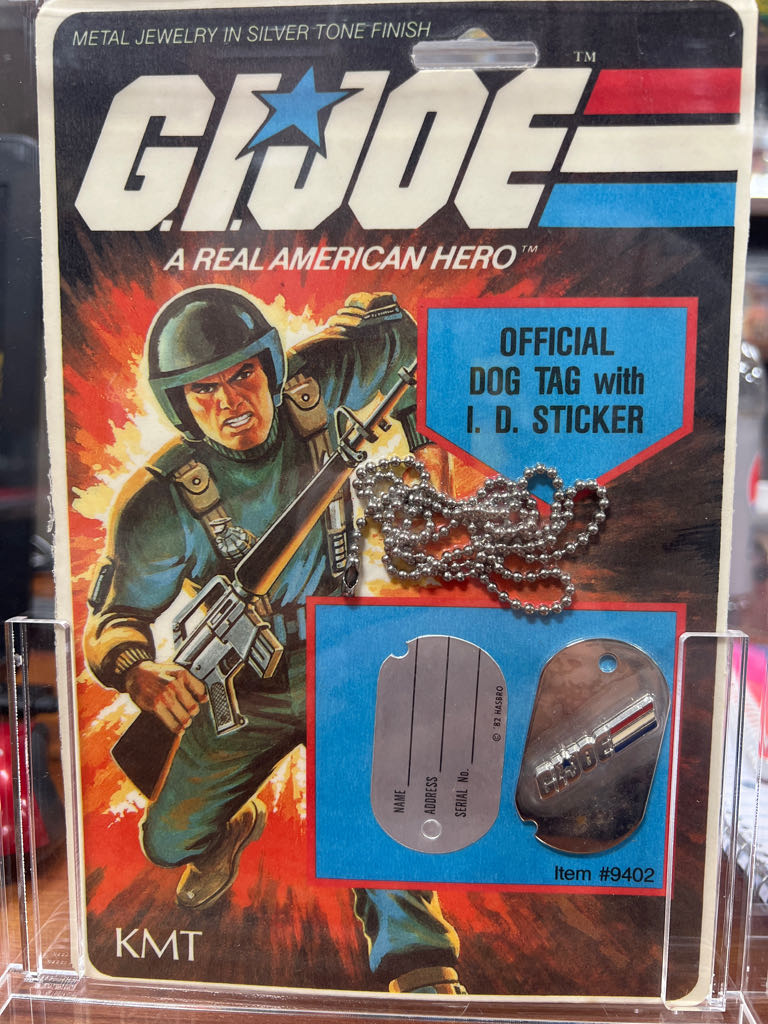 METAL JEWELRY IN SILVER TONE FINISH
G.I.JOE
TM
A REAL AMERICAN HERO™
OFFICIAL
DOG TAG with
I. D. STICKER
NAME
ADDRESS
SERIAL No.
© '82 HASBRO
G.I.JOE
Item #9402
KMT